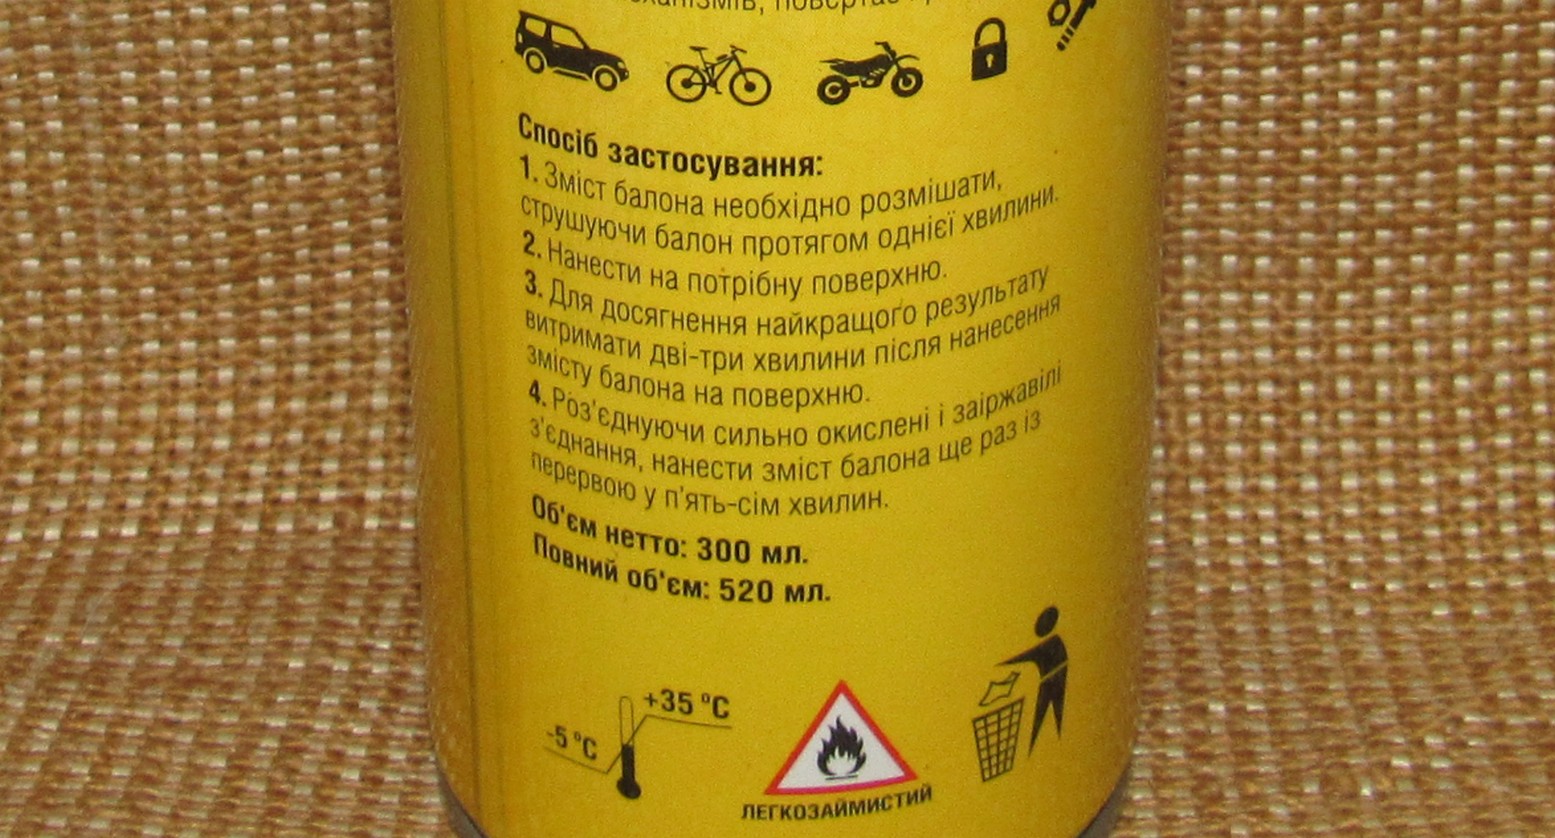 Спосіб застосування:
1. Зміст балона необхідно розмішати,
струшуючи балон протягом однієї хвилини.
2. Нанести на потрібну поверхню.
3. Для досягнення найкращого результату
витримати дві-три хвилини після нанесення
змісту балона на поверхню.
4. Роз'єднуючи сильно окислені і заіржавілі
з'єднання, нанести зміст балона ще раз із
перервою у п'ять-сім хвилин.
Об'єм нетто: 300 мл.
Повний об'єм: 520 мл.
+35 °C
-5 °C
ЛЕГКОЗАЙМИСТИЙ